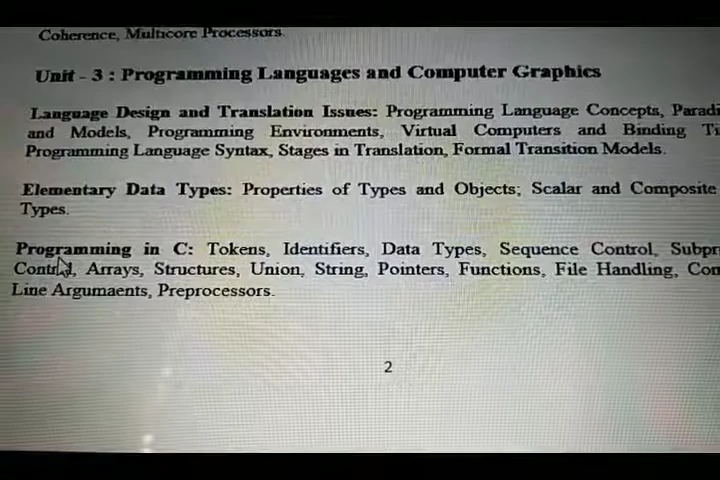 Coherence, Multicore Processors.
Unit - 3 : Programming Languages and Computer Graphics
Language Design and Translation Issues: Programming Language Concepts,
and Models, Programming Environments, Virtual Computers and Binding
Programming Language Syntax, Stages in Translation, Formal Transition Models.
Elementary Data Types: Properties of Types and Objects; Scalar and Composite
Types.
Programming in C: Tokens, Identifiers, Data Types, Sequence Control,
Control, Arrays, Structures, Union, String, Pointers, Functions, File Handling,
Line Argumaents, Preprocessors.
2